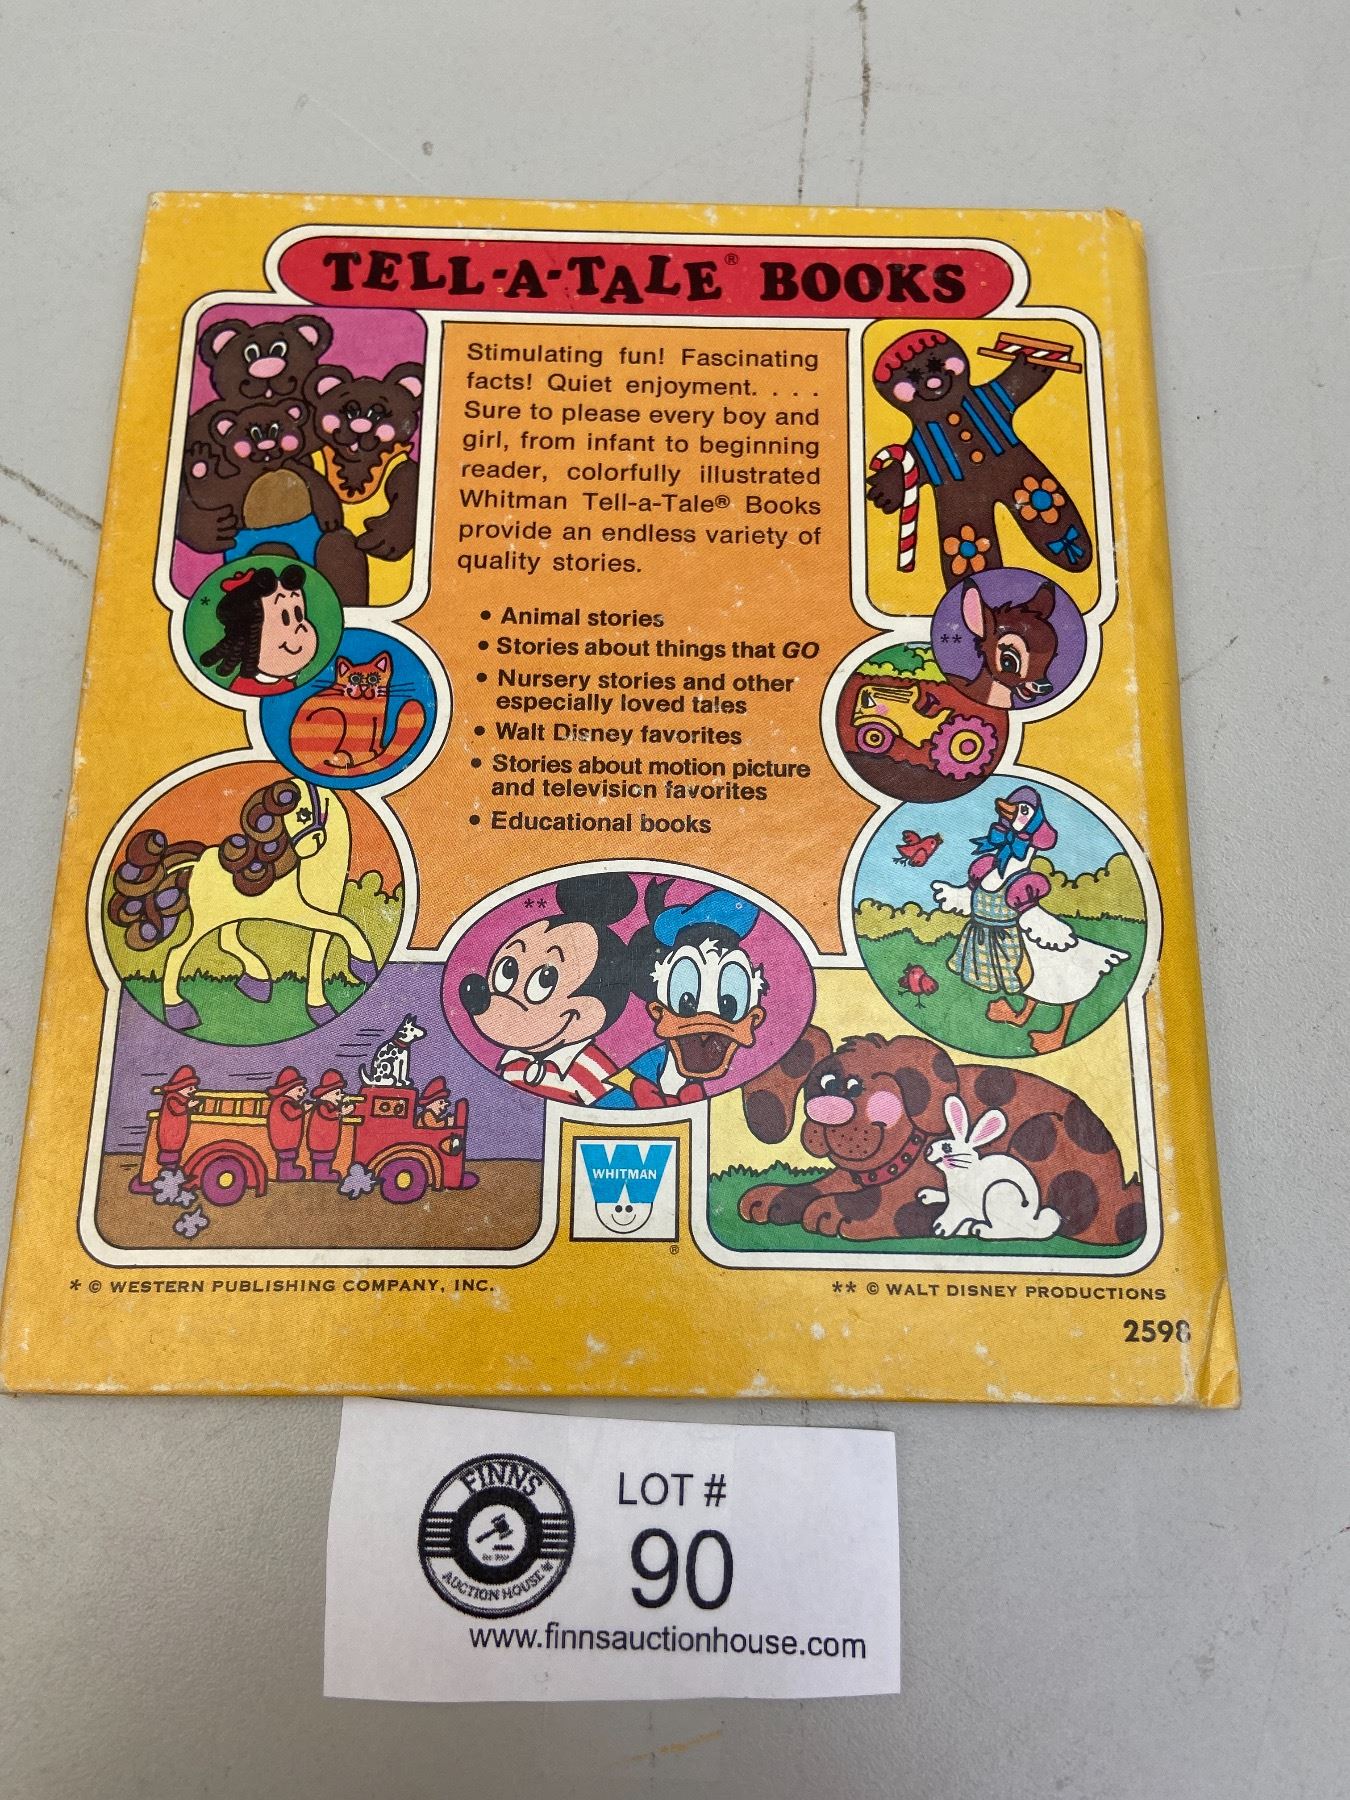 TELL-A-TALE® BOOKS
Stimulating fun! Fascinating
facts! Quiet enjoyment. . . .
Sure to please every boy and
girl, from infant to beginning
reader, colorfully illustrated
Whitman Tell-a-Tale® Books
provide an endless variety of
quality stories.
• Animal stories
• Stories about things that GO
• Nursery stories and other
especially loved tales
• Walt Disney favorites
• Stories about motion picture
and television favorites
• Educational books
*
**
**
WHITMAN
®
* © WESTERN PUBLISHING COMPANY, INC.
** © WALT DISNEY PRODUCTIONS
2598
FINNS
AUCTION HOUSE
LOT #
90
www.finnsauctionhouse.com